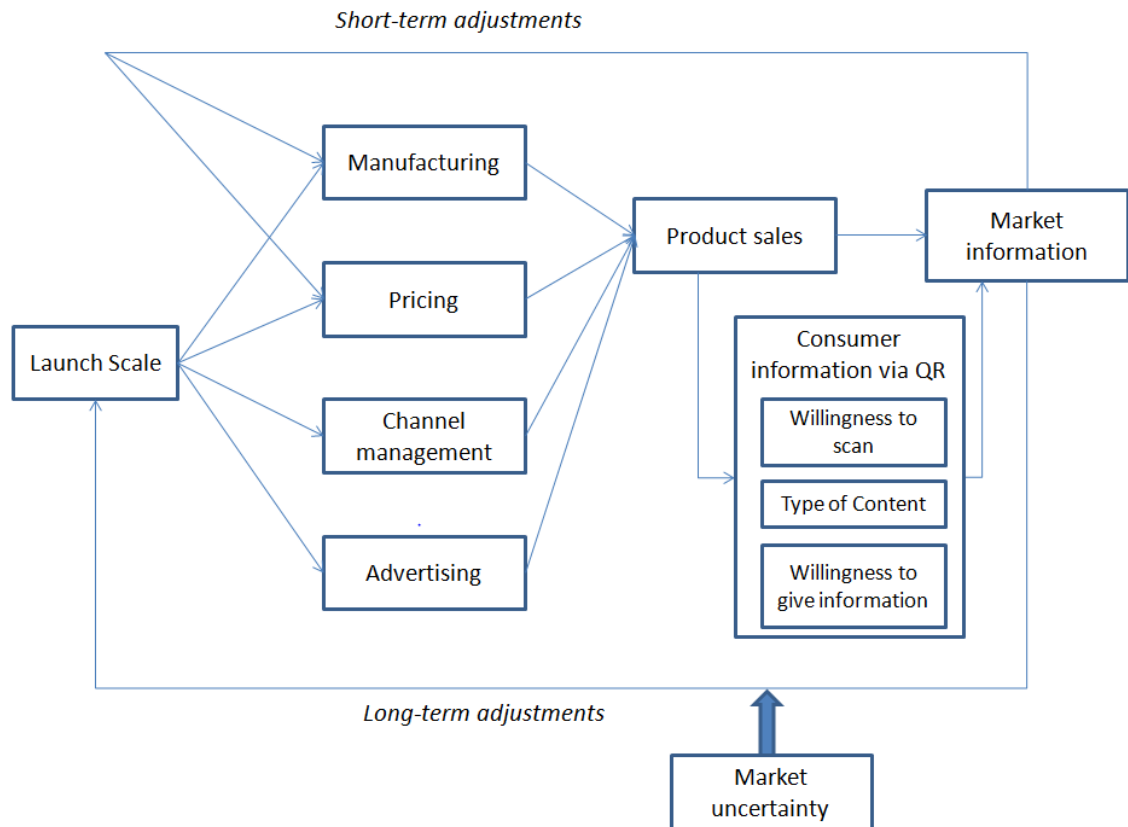 Short-term adjustments
Manufacturing
Product sales
Market
information
Pricing
Launch Scale
Consumer
information via QR
Willingness to
scan
Channel
management
Type of Content
Advertising
Willingness to
give information
Long-term adjustments
Market
uncertainty